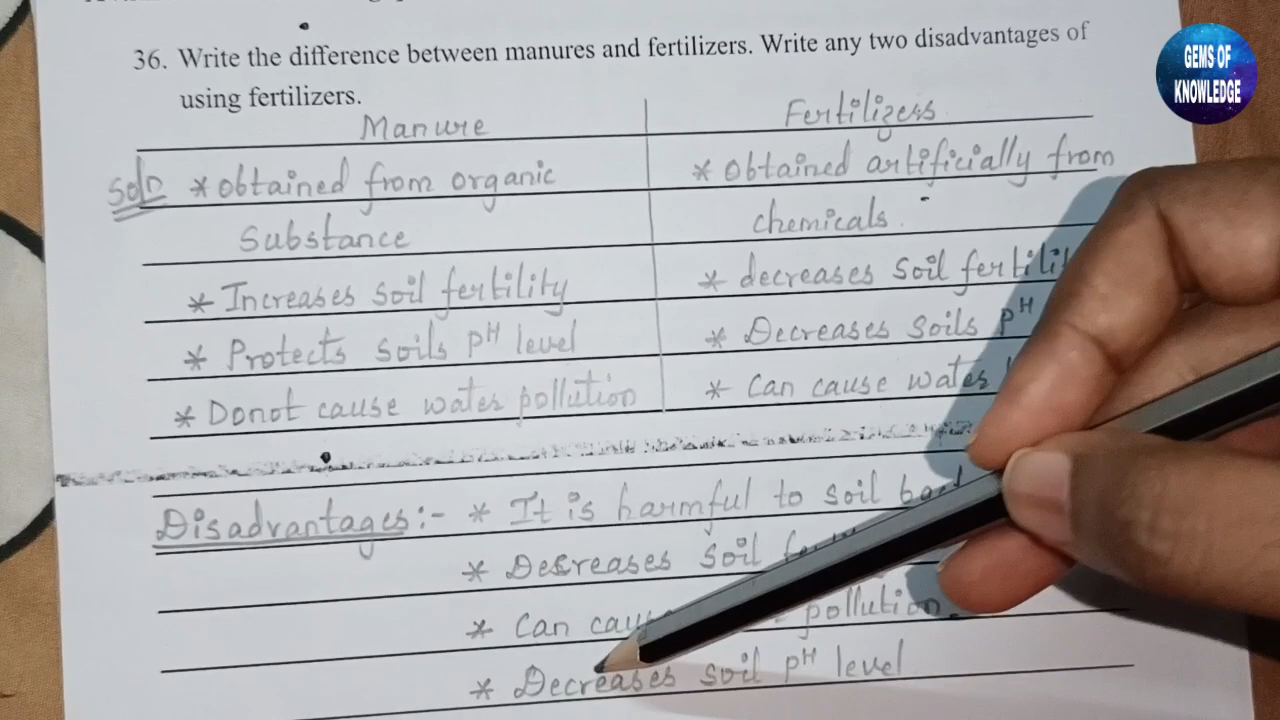 36. Write the difference between manures and fertilizers. Write any two disadvantages of
using fertilizers.
GEMS OF
KNOWLEDGE
Manure Fertilizers
Soln * obtained from organic * obtained artificially from
Substance chemicals.
* Increases soil fertility * decreases soil
* Protects soils pH level * Decreases soils pH
* Donot cause water pollution * Can cause water
Disadvantages:- * It is harmful to soil
* Decreases soil
* Can pollution.
* Decreases soil pH level